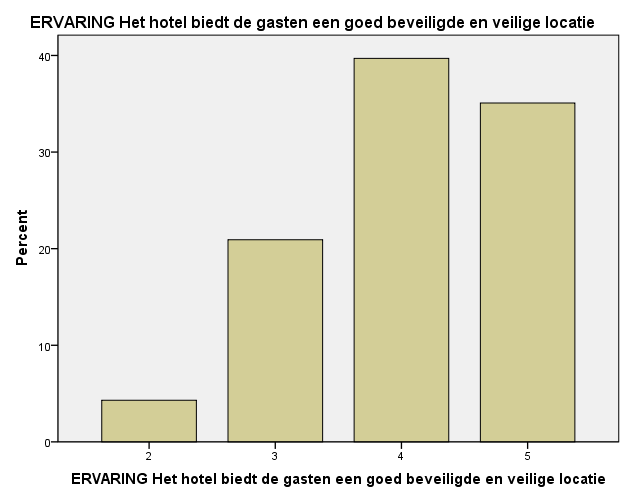 ERVARING Het hotel biedt de gasten een goed beveiligde en veilige locatie
40
30
20
10
0
Percent
2 3 4 5
ERVARING Het hotel biedt de gasten een goed beveiligde en veilige locatie